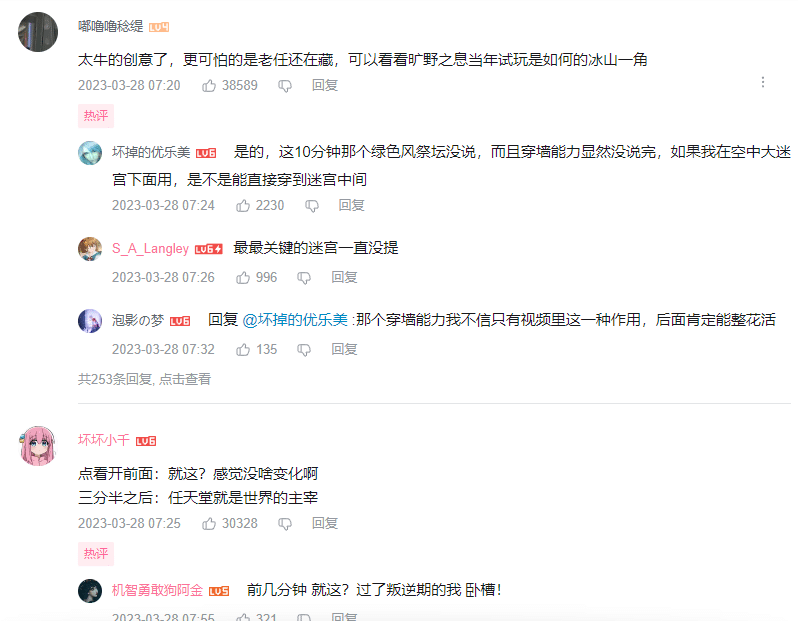 嘟噜噜稔缇 LV4
太牛的创意了，更可怕的是老任还在藏，可以看看旷野之息当年试玩是如何的冰山一角
2023-03-28 07:20 38589 回复
热评
坏掉的优乐美 LV6 是的，这10分钟那个绿色风祭坛没说，而且穿墙能力显然没说完，如果我在空中大迷
宫下面用，是不是能直接穿到迷宫中间
2023-03-28 07:24 2230 回复
S_A_Langley LV6 最最关键的迷宫一直没提
2023-03-28 07:26 996 回复
泡影の梦 LV6 回复 @坏掉的优乐美 :那个穿墙能力我不信只有视频里这一种作用，后面肯定能整花活
2023-03-28 07:32 135 回复
共253条回复, 点击查看
坏坏小千 LV6
点看开前面：就这？感觉没啥变化啊
三分半之后：任天堂就是世界的主宰
2023-03-28 07:25 30328 回复
热评
机智勇敢狗阿金 LV5 前几分钟 就这？过了叛逆期的我 卧槽！
2023-03-28 07:55 321 回复